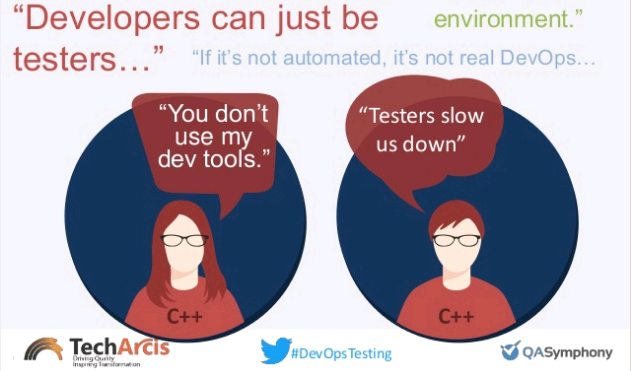 “Developers can just be
testers…”
environment.”
“If it’s not automated, it’s not real DevOps…
“You don’t
use my
dev tools.”
“Testers slow
us down”
C++
C++
TechArcis
Driving Quality
Inspiring Transformation
#DevOpsTesting
QASymphony